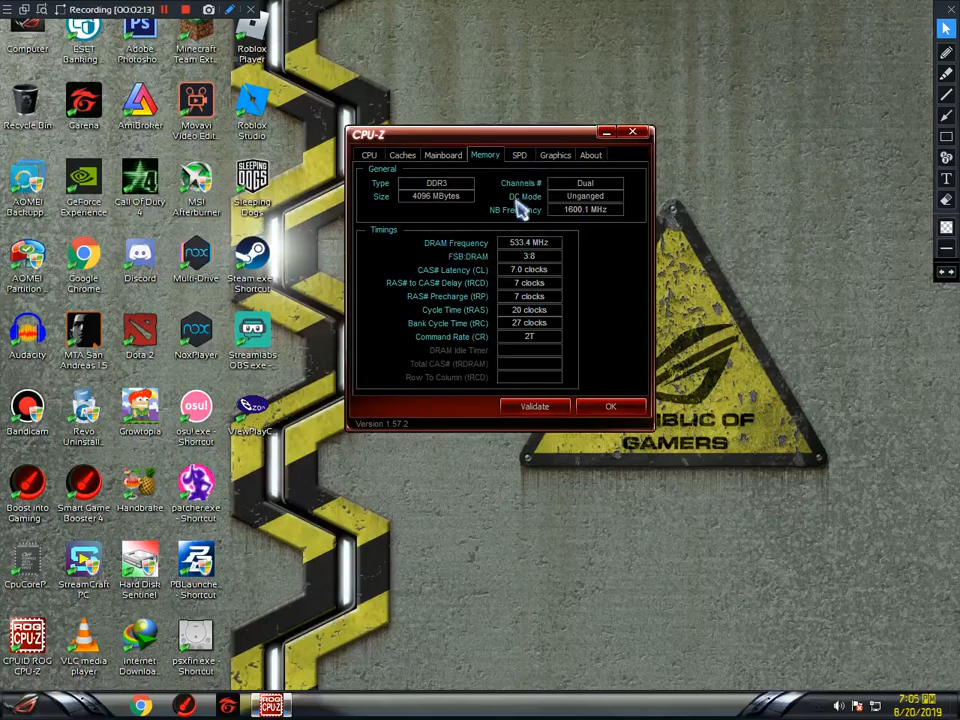 Recording [00:02:13]
Computer
ESET Banking...
Adobe Photosho...
Minecraft Team Ext...
Roblox Player
Recycle Bin
Garena
AmiBroker
Movavi Video Edit...
Roblox Studio
AOMEI Backupp...
GeForce Experience
Call Of Duty 4
MSI Afterburner
Sleeping Dogs
AOMEI Partition ...
Google Chrome
Discord
Multi-Drive
Steam.exe - Shortcut
Audacity
MTA San Andreas 1.5
Dota 2
NoxPlayer
Streamlabs OBS.exe -...
Bandicam
Revo Uninstall...
Growtopia
osu!
osu!.exe - Shortcut
ezon
ViewPlayC...
Boost Into Gaming
Smart Game Booster 4
Handbrake
patcher.exe - Shortcut
CpuCoreP...
StreamCraft PC
Hard Disk Sentinel
PBLaunche... - Shortcut
ROG CPU-Z
CPUID ROG CPU-Z
VLC media player
Internet Downloa...
psxfin.exe - Shortcut
CPU-Z
CPU Caches Mainboard Memory SPD Graphics About
General
Type DDR3 Channels # Dual
Size 4096 MBytes DC Mode Unganged
NB Frequency 1600.1 MHz
Timings
DRAM Frequency 533.4 MHz
FSB:DRAM 3:8
CAS# Latency (CL) 7.0 clocks
RAS# to CAS# Delay (tRCD) 7 clocks
RAS# Precharge (tRP) 7 clocks
Cycle Time (tRAS) 20 clocks
Bank Cycle Time (tRC) 27 clocks
Command Rate (CR) 2T
DRAM Idle Timer
Total CAS# (tRDRAM)
Row To Column (tRCD)
Validate OK
Version 1.57.2
PUBLIC OF
GAMERS
7:05 PM
8/20/2019